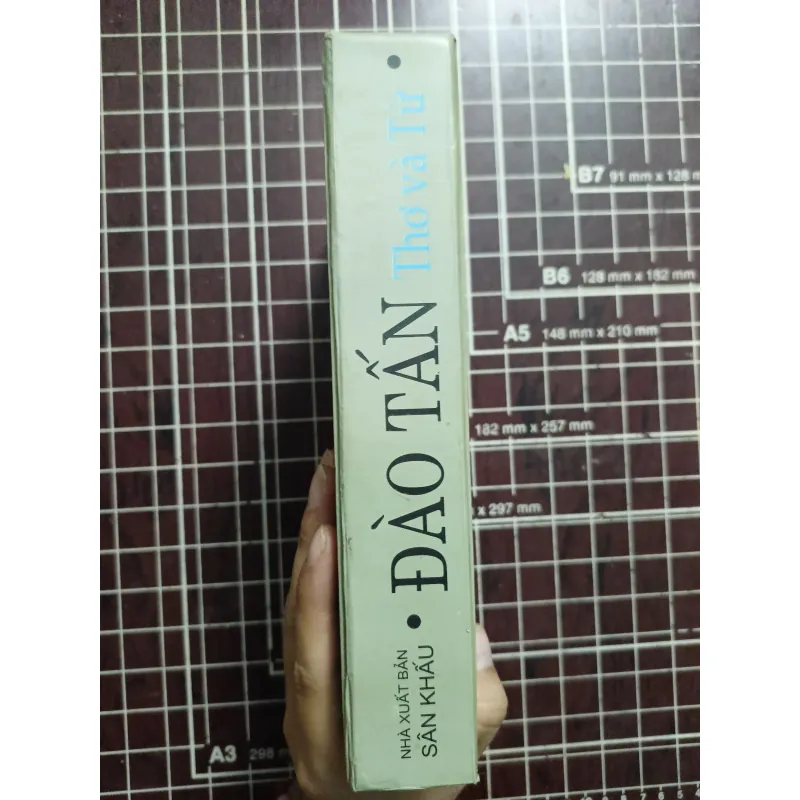 NHÀ XUẤT BẢN
SÂN KHẤU
• ĐÀO TẤN Thơ và Từ •
B7 91 mm x 128 m
B6 128 mm x 182 mm
A5 148 mm x 210 mm
182 mm x 257 mm
x 297 mm
A3 298 m